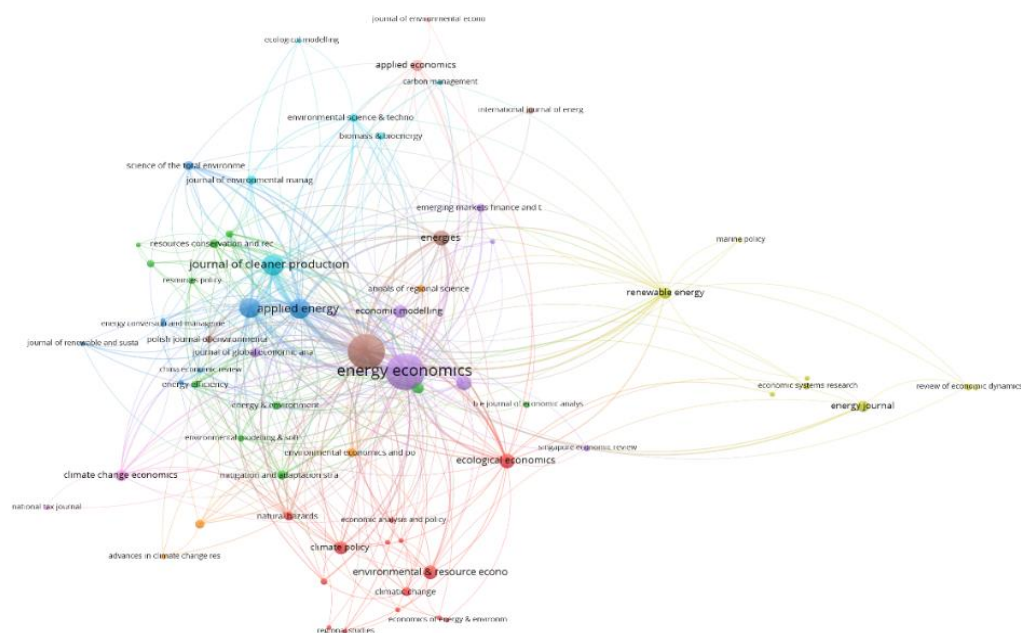 journal of environmental econo
ecological modelling
applied economics
carbon management
international journal of energ
environmental science & techno
biomass & bioenergy
science of the total environme
journal of environmental manag
emerging markets finance and t
energies
marine policy
resources conservation and rec
journal of cleaner production
resources policy
annals of regional science
renewable energy
applied energy
economic modelling
energy conversion and manageme
polish journal of environmenta
journal of renewable and susta
journal of global economic ana
china economic review
energy economics
energy efficiency
economic systems research
review of economic dynamics
energy & environment
b e journal of economic analys
energy journal
environmental modelling & soft
singapore economic review
environmental economics and po
ecological economics
climate change economics
mitigation and adaptation stra
national tax journal
natural hazards
economic analysis and policy
climate policy
advances in climate change res
environmental & resource econo
climatic change
economics of energy & environm
regional studies